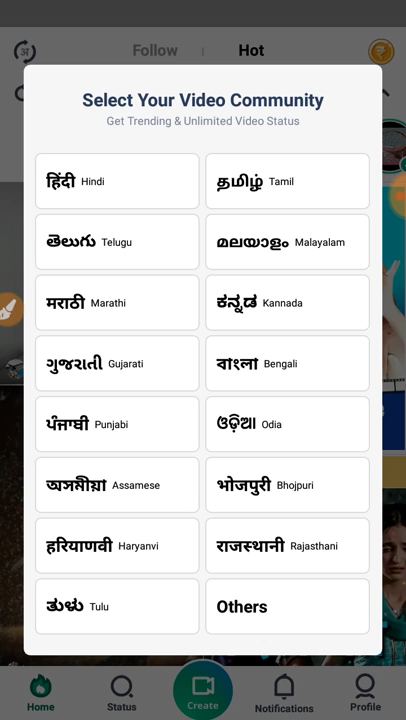 Follow | Hot
Select Your Video Community
Get Trending & Unlimited Video Status
हिंदी Hindi
தமிழ் Tamil
తెలుగు Telugu
മലയാളം Malayalam
मराठी Marathi
ಕನ್ನಡ Kannada
ગુજરાતી Gujarati
বাংলা Bengali
ਪੰਜਾਬੀ Punjabi
ଓଡ଼ିଆ Odia
অসমীয়া Assamese
भोजपुरी Bhojpuri
हरियाणवी Haryanvi
राजस्थानी Rajasthani
ತುಳು Tulu
Others
Home
Status
Create
Notifications
Profile